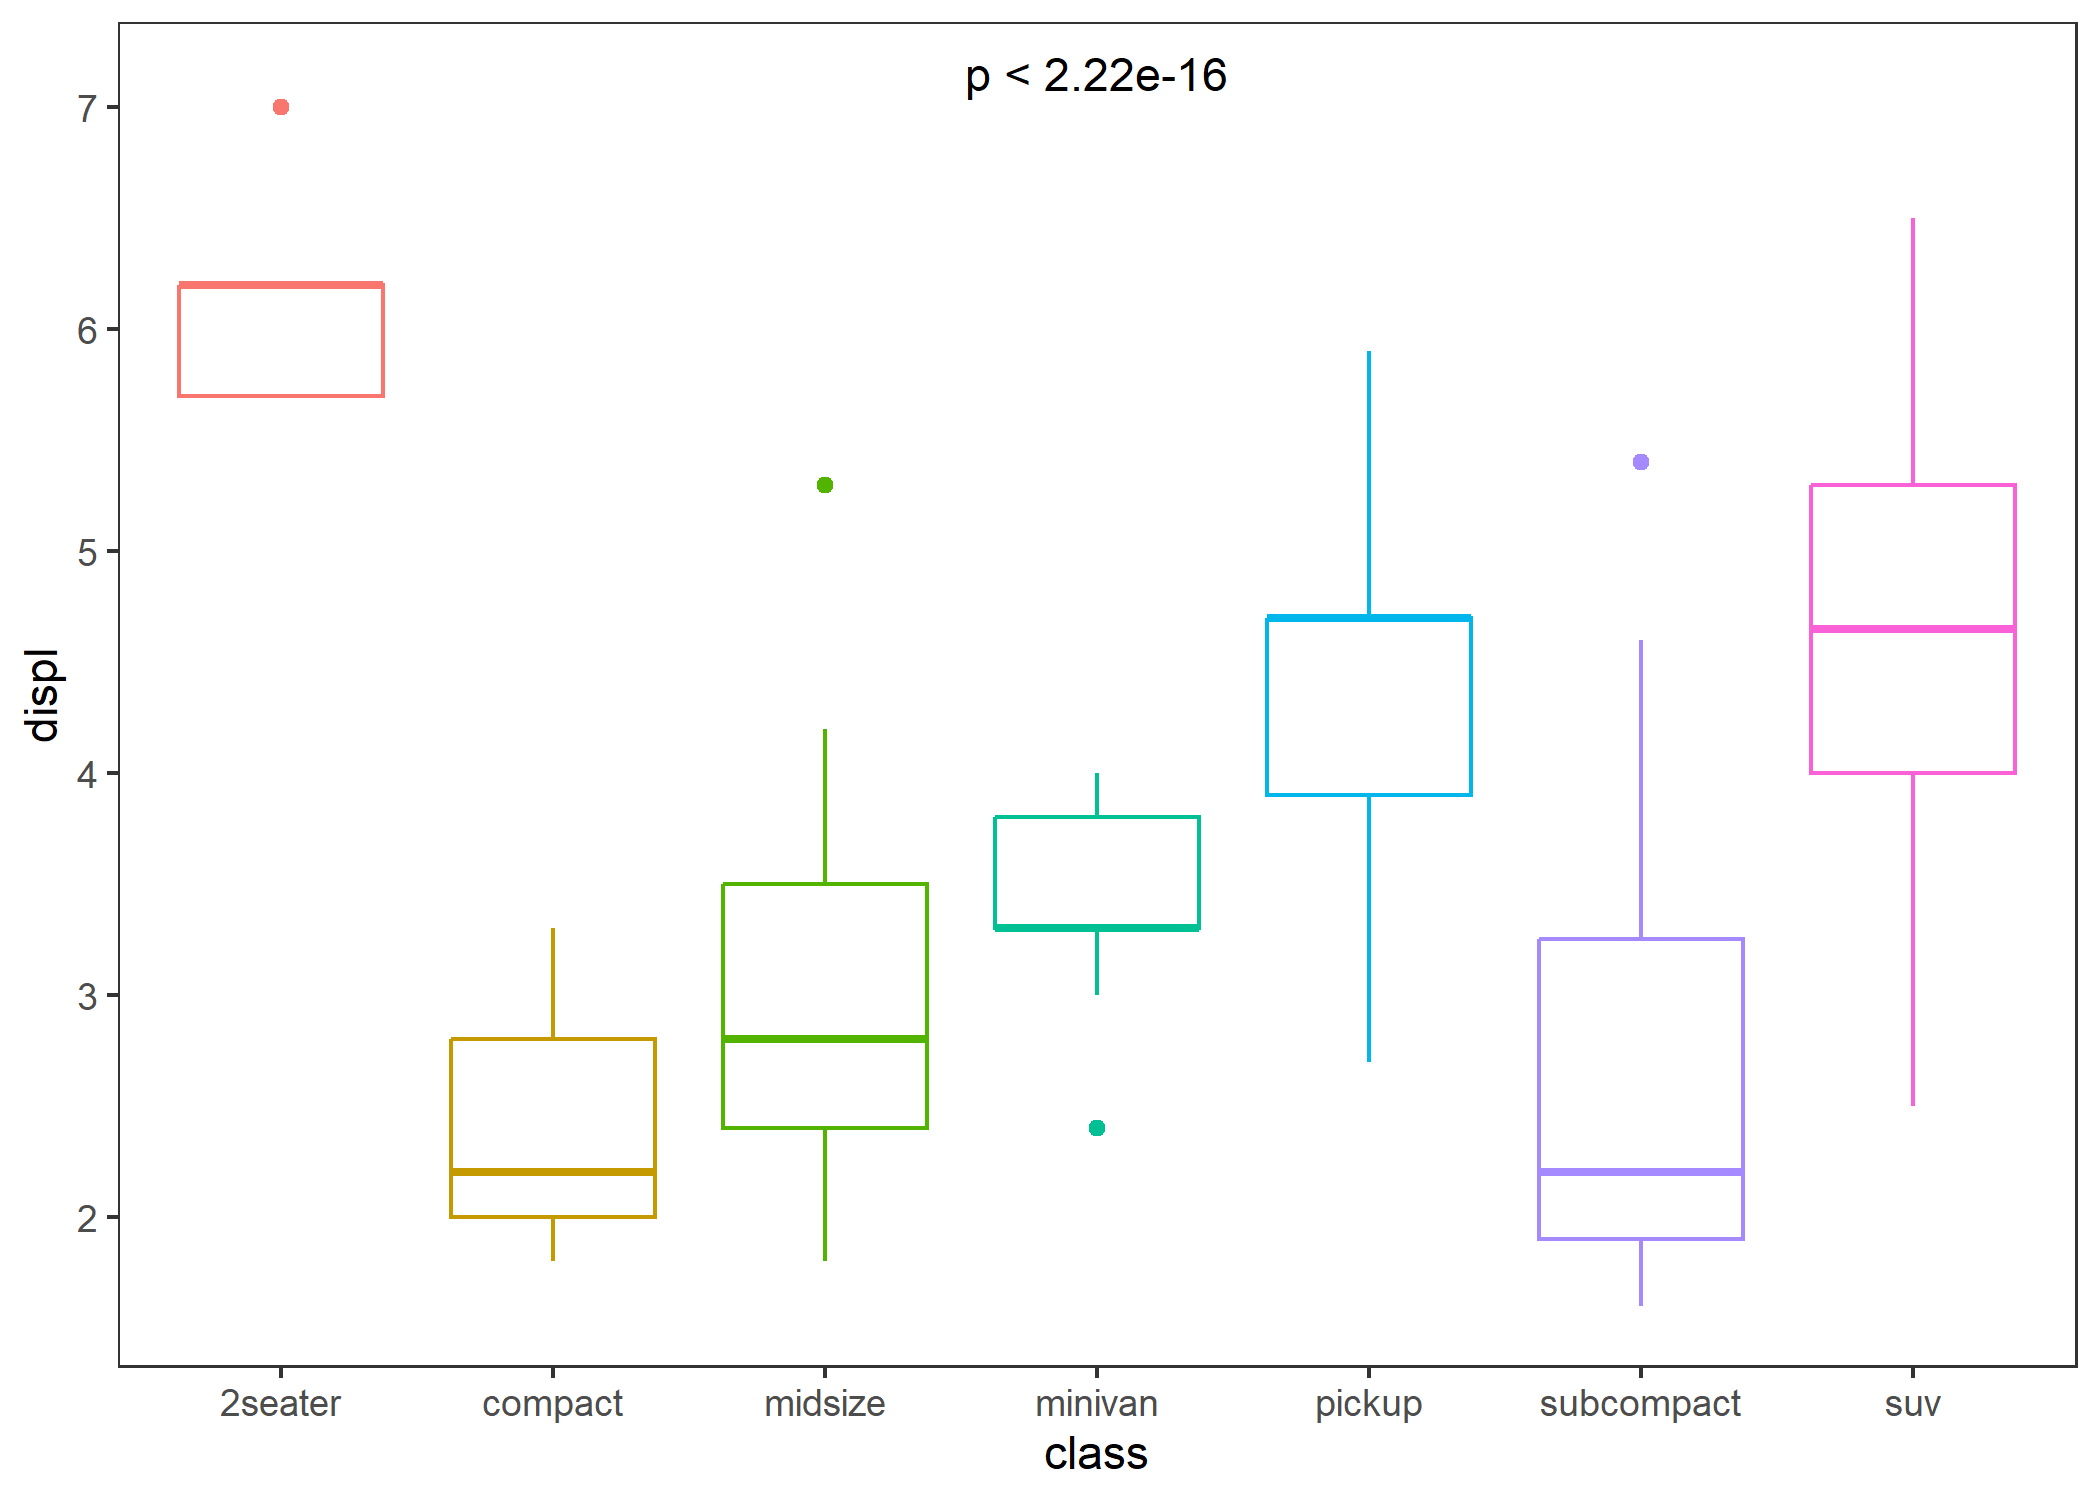 p < 2.22e-16
7
6
5
4
3
2
displ
2seater compact midsize minivan pickup subcompact suv
class